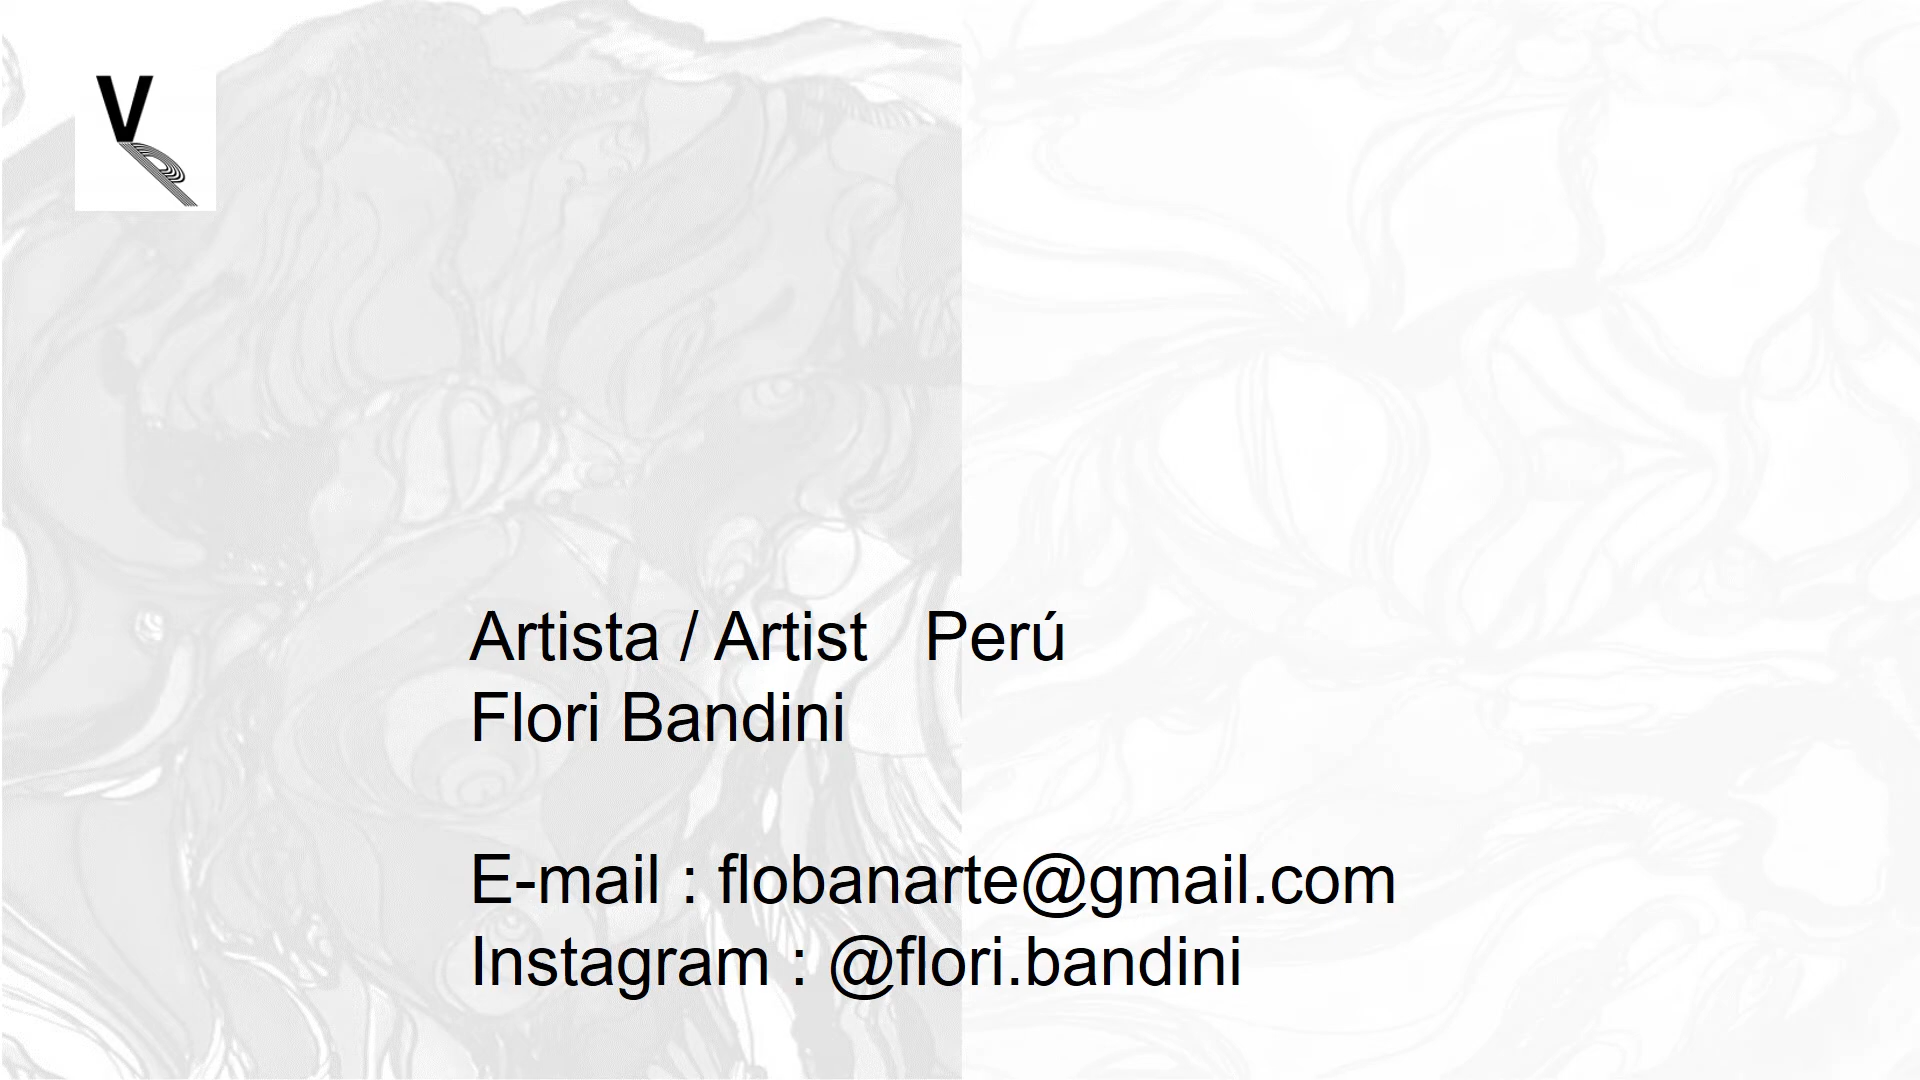 V
Artista / Artist   Perú
Flori Bandini
E-mail : flobanarte@gmail.com
Instagram : @flori.bandini